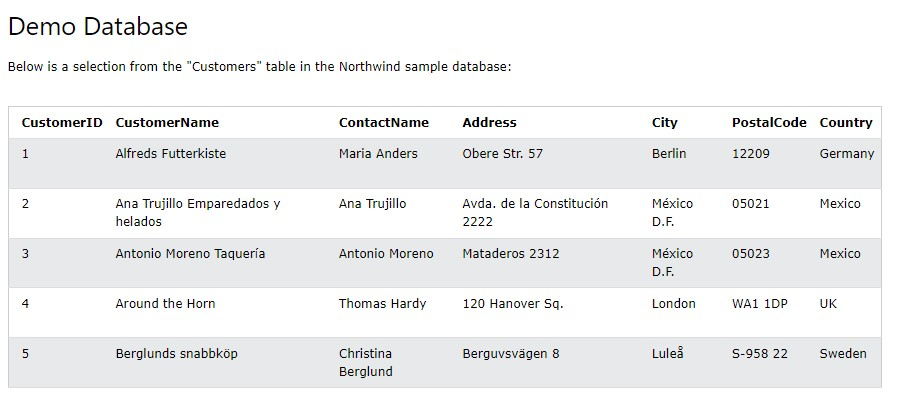 Demo Database
Below is a selection from the "Customers" table in the Northwind sample database:
CustomerID CustomerName ContactName Address City PostalCode Country
1 Alfreds Futterkiste Maria Anders Obere Str. 57 Berlin 12209 Germany
2 Ana Trujillo Emparedados y Ana Trujillo Avda. de la Constitución México 05021 Mexico
helados 2222 D.F.
3 Antonio Moreno Taquería Antonio Moreno Mataderos 2312 México 05023 Mexico
D.F.
4 Around the Horn Thomas Hardy 120 Hanover Sq. London WA1 1DP UK
5 Berglunds snabbköp Christina Berguvsvägen 8 Luleå S-958 22 Sweden
Berglund